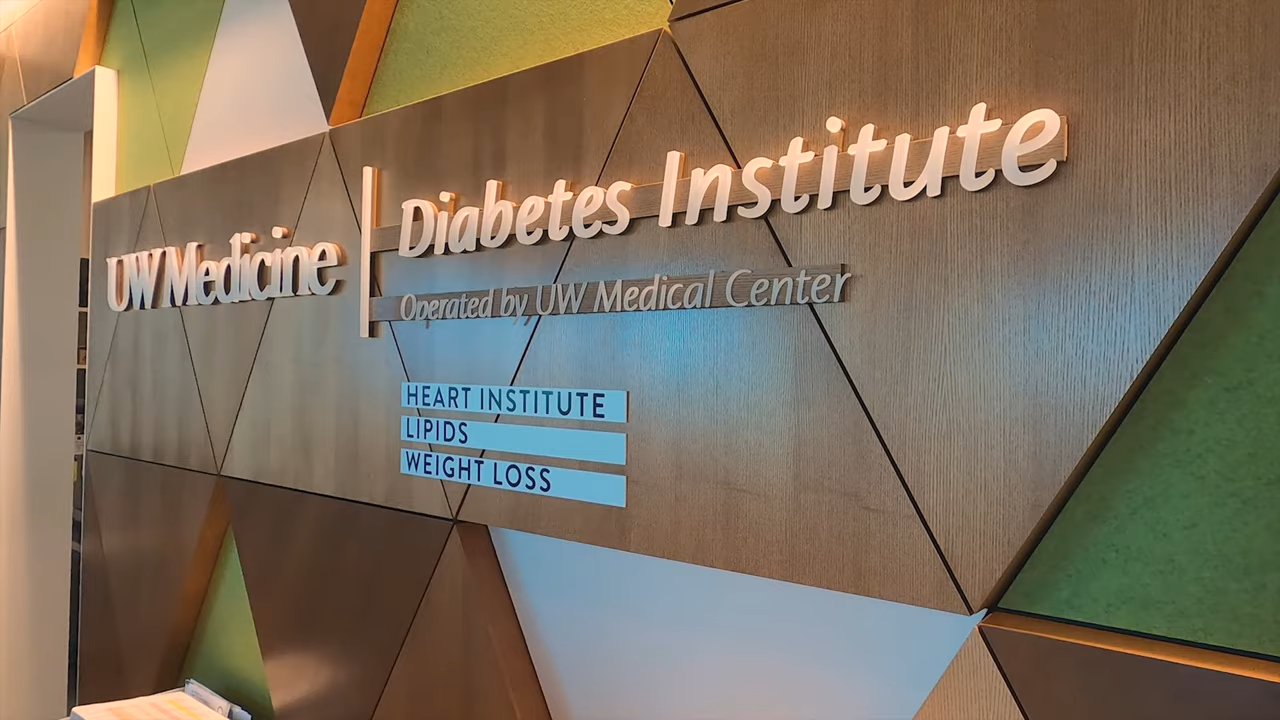 UW Medicine
Diabetes Institute
Operated by UW Medical Center
HEART INSTITUTE
LIPIDS
WEIGHT LOSS